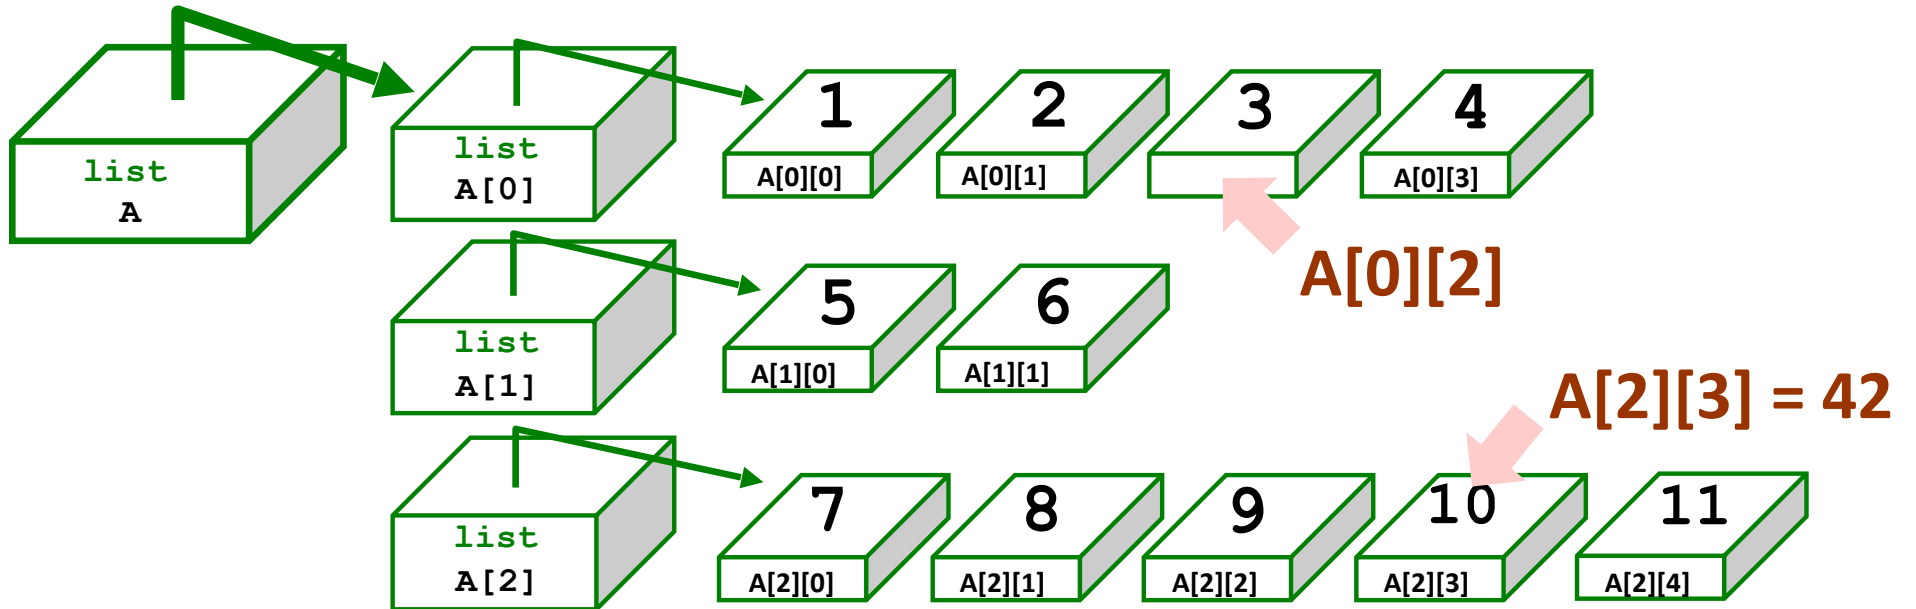 1 2 3 4
list
A
list
A[0]
A[0][0] A[0][1] A[0][3]
A[0][2]
5 6
list
A[1]
A[1][0] A[1][1]
A[2][3] = 42
7 8 9 10 11
list
A[2]
A[2][0] A[2][1] A[2][2] A[2][3] A[2][4]